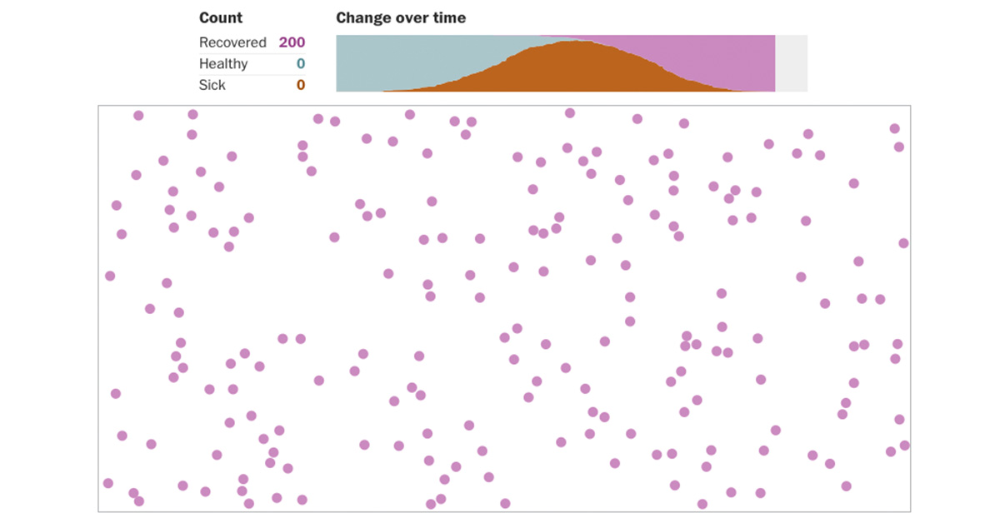 Count
Change over time
Recovered 200
Healthy 0
Sick 0